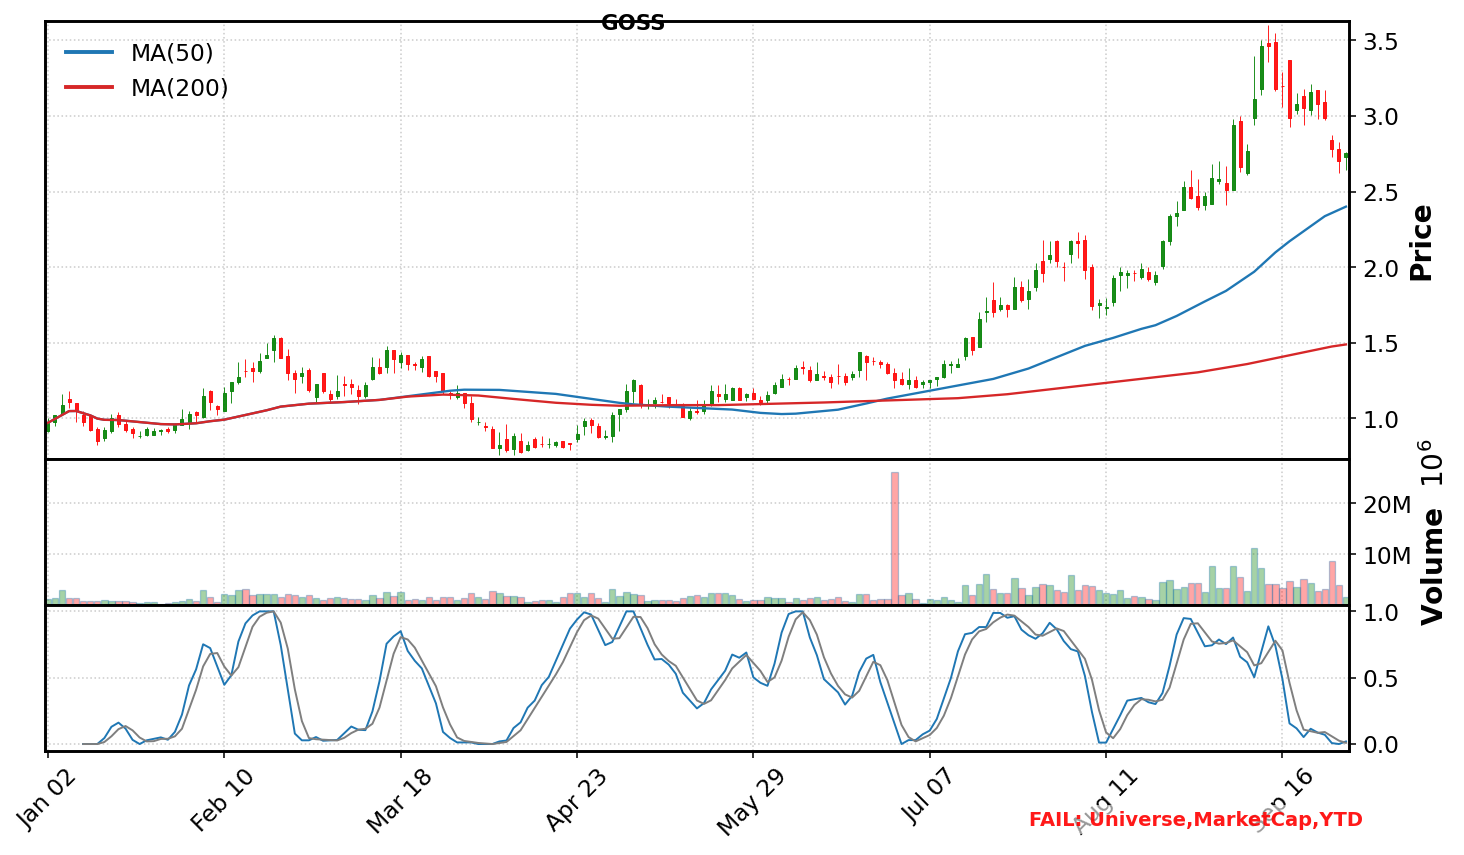 GOSS
MA(50)
MA(200)
3.5
3.0
2.5
2.0
1.5
1.0
Price
20M
10M
Volume 10^6
1.0
0.5
0.0
Jan 02
Feb 10
Mar 18
Apr 23
May 29
Jul 07
Aug 11
Sep 16
FAIL: Universe,MarketCap,YTD